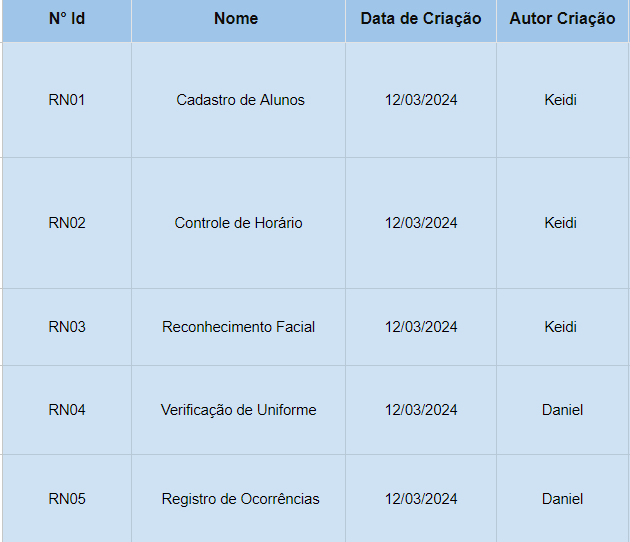 N° Id Nome Data de Criação Autor Criação
RN01 Cadastro de Alunos 12/03/2024 Keidi
RN02 Controle de Horário 12/03/2024 Keidi
RN03 Reconhecimento Facial 12/03/2024 Keidi
RN04 Verificação de Uniforme 12/03/2024 Daniel
RN05 Registro de Ocorrências 12/03/2024 Daniel